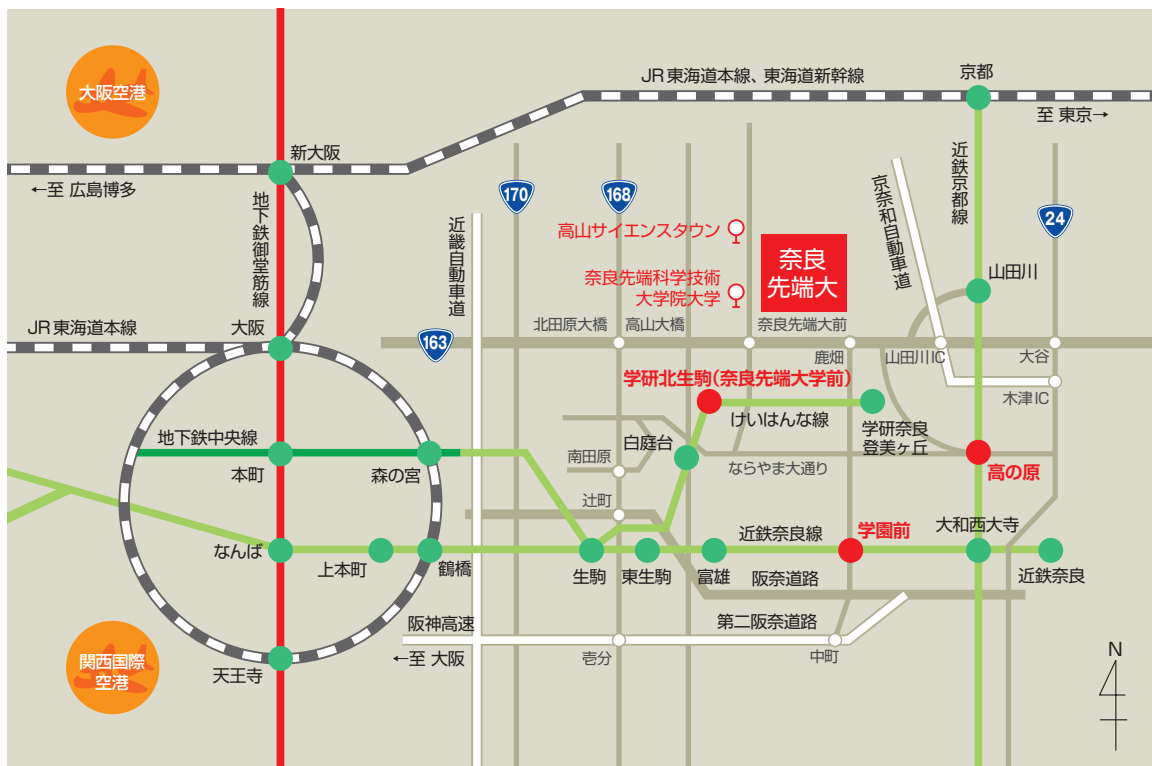 大阪空港
JR東海道本線、東海道新幹線
京都
至 東京→
新大阪
←至 広島博多
地下鉄御堂筋線
近畿自動車道
170
168
高山サイエンスタウン
奈良先端科学技術
大学院大学
奈良
先端大
京奈和自動車道
近鉄京都線
24
山田川
JR東海道本線
大阪
163
北田原大橋
高山大橋
奈良先端大前
鹿畑
山田川IC
大谷
木津IC
学研北生駒(奈良先端大学前)
けいはんな線
学研奈良
登美ヶ丘
地下鉄中央線
本町
森の宮
南田原
白庭台
ならやま大通り
高の原
辻町
なんば
上本町
鶴橋
生駒
東生駒
富雄
近鉄奈良線
学園前
大和西大寺
近鉄奈良
阪奈道路
阪神高速
←至 大阪
第二阪奈道路
壱分
中町
天王寺
関西国際
空港
N